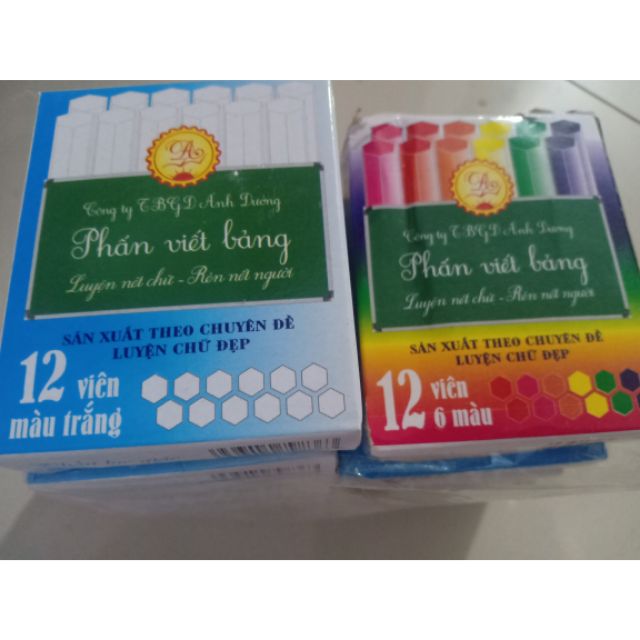 A
Công ty TBGD Ánh Dương
Phấn viết bảng
Luyện nét chữ - Rèn nết người
SẢN XUẤT THEO CHUYÊN ĐỀ
LUYỆN CHỮ ĐẸP
12 viên
màu trắng
A
Công ty TBGD Ánh Dương
Phấn viết bảng
Luyện nét chữ - Rèn nết người
SẢN XUẤT THEO CHUYÊN ĐỀ
LUYỆN CHỮ ĐẸP
12 viên
6 màu